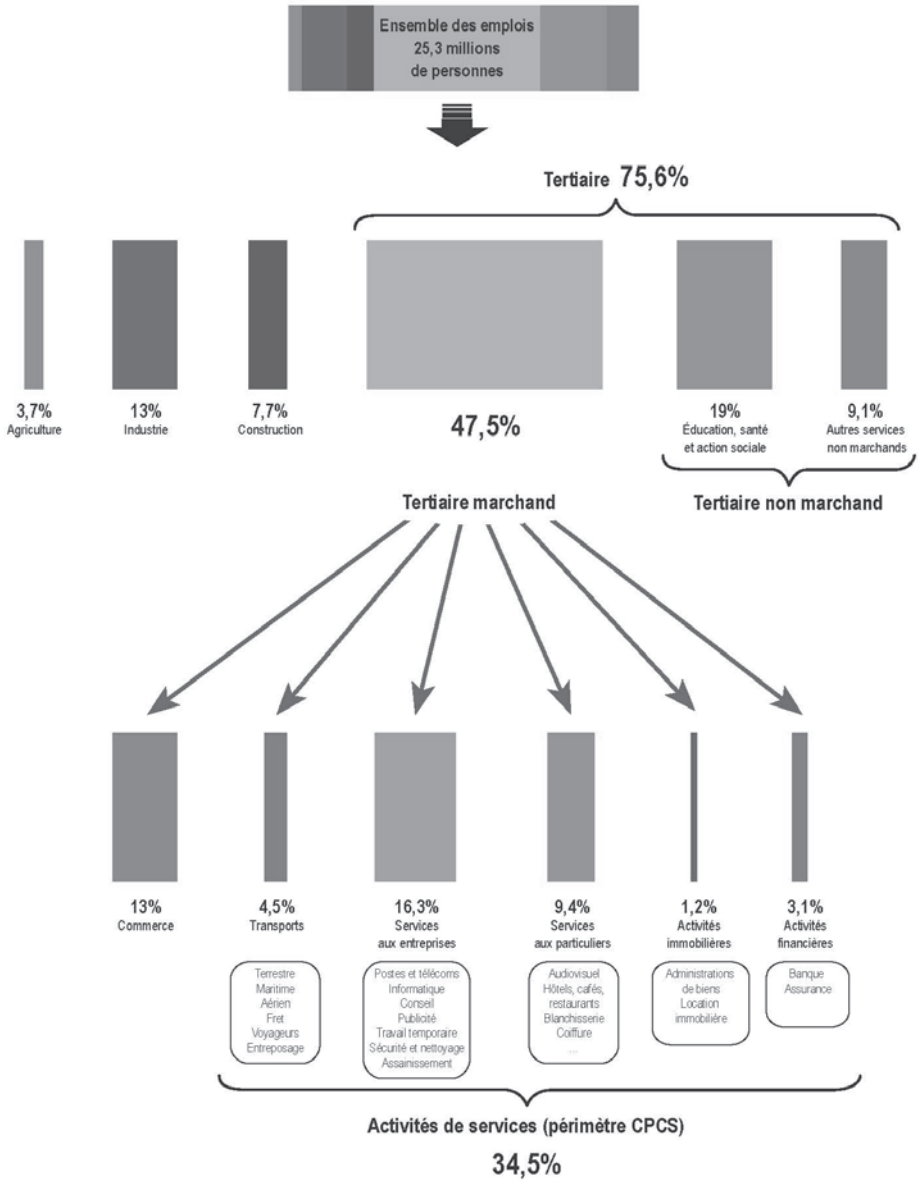 Ensemble des emplois
25,3 millions
de personnes
Tertiaire 75,6%
3,7%
Agriculture
13%
Industrie
7,7%
Construction
47,5%
19%
Éducation, santé
et action sociale
9,1%
Autres services
non marchands
Tertiaire marchand
Tertiaire non marchand
13%
Commerce
4,5%
Transports
16,3%
Services
aux entreprises
9,4%
Services
aux particuliers
1,2%
Activités
immobilières
3,1%
Activités
financières
Terrestre
Maritime
Aérien
Fret
Voyageurs
Entreposage
Postes et télécoms
Informatique
Conseil
Publicité
Travail temporaire
Sécurité et nettoyage
Assainissement
Audiovisuel
Hôtels, cafés,
restaurants
Blanchisserie
Coiffure
...
Administrations
de biens
Location
immobilière
Banque
Assurance
Activités de services (périmètre CPCS)
34,5%